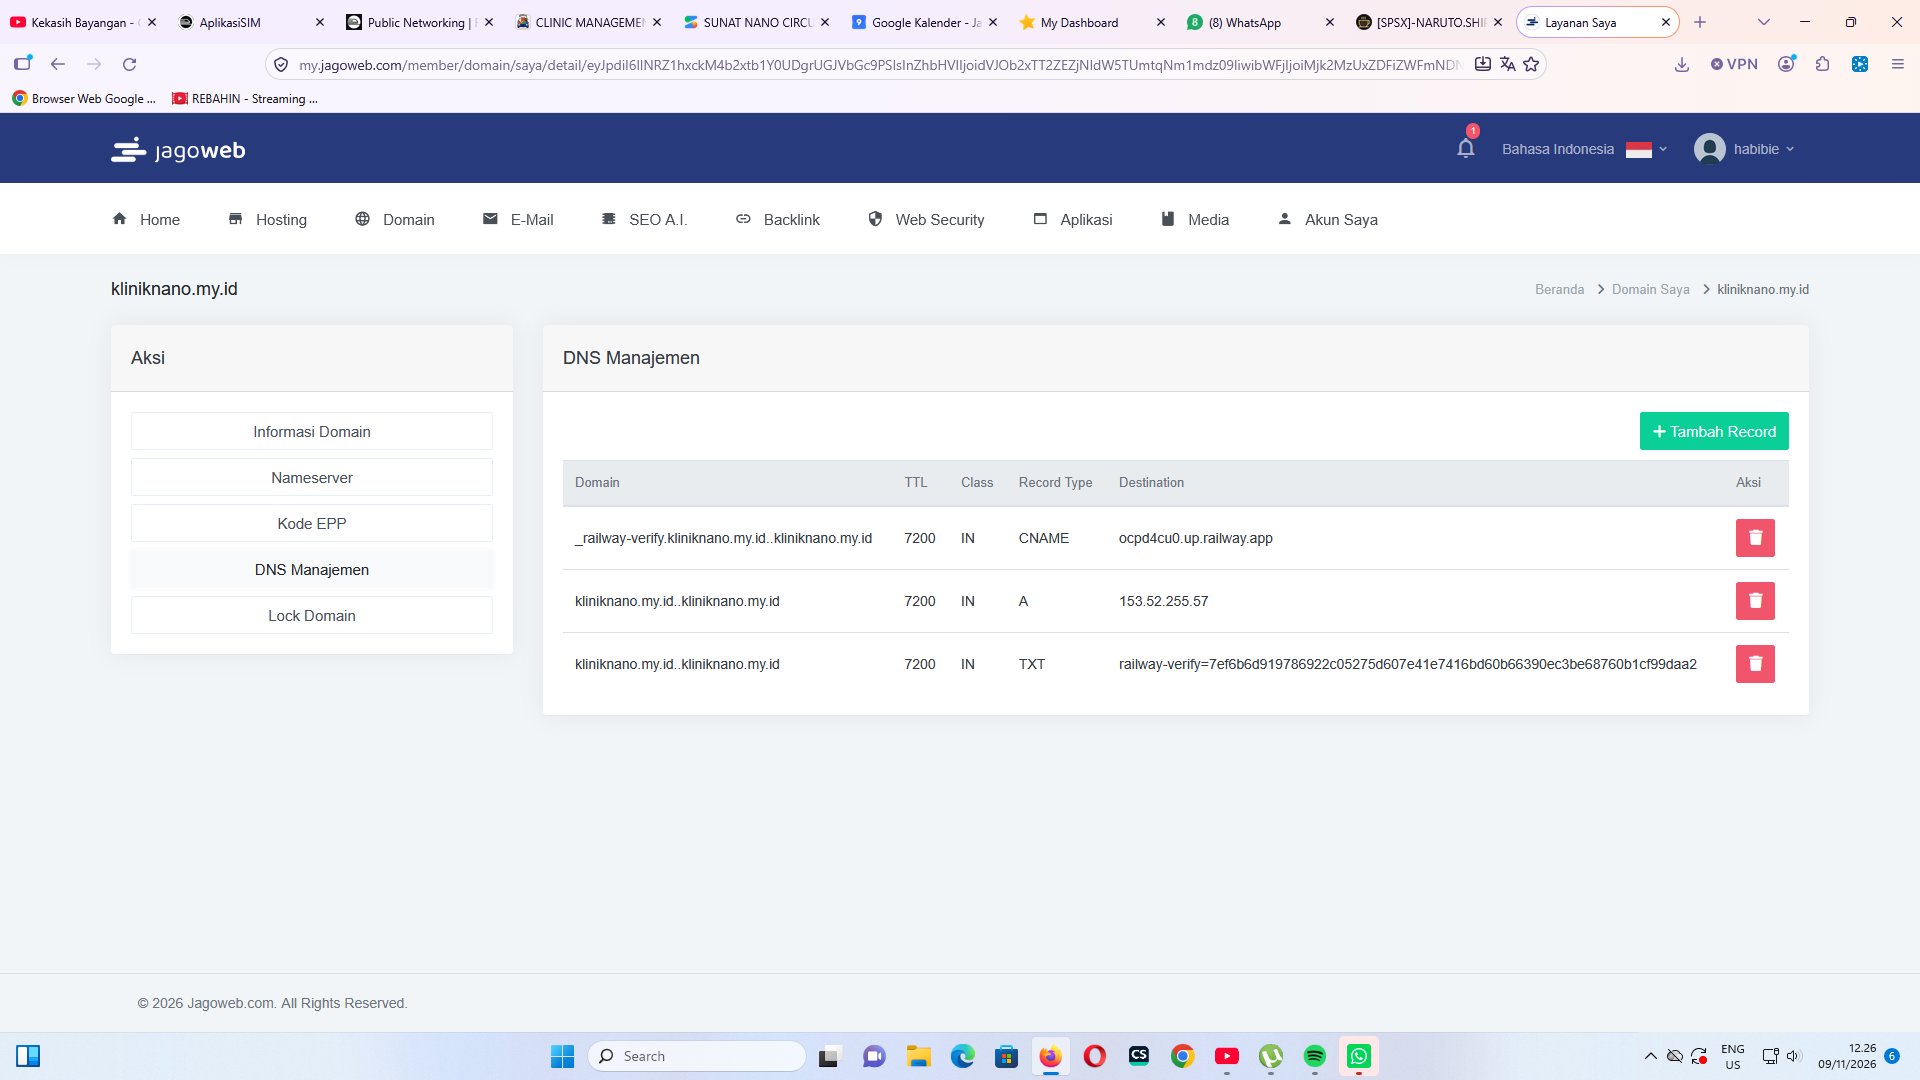 Kekasih Bayangan -
AplikasiSIM
Public Networking |
CLINIC MANAGEMEN
SUNAT NANO CIRCU
Google Kalender - Ja
My Dashboard
(8) WhatsApp
[SPSX]-NARUTO.SHI
Layanan Saya
VPN
Browser Web Google ...
REBAHIN - Streaming ...
jagoweb
1
Bahasa Indonesia
habibie
Home
Hosting
Domain
E-Mail
SEO A.I.
Backlink
Web Security
Aplikasi
Media
Akun Saya
kliniknano.my.id
Beranda > Domain Saya > kliniknano.my.id
Aksi
Informasi Domain
Nameserver
Kode EPP
DNS Manajemen
Lock Domain
DNS Manajemen
+ Tambah Record
Domain TTL Class Record Type Destination Aksi
_railway-verify.kliniknano.my.id..kliniknano.my.id 7200 IN CNAME ocpd4cu0.up.railway.app
kliniknano.my.id..kliniknano.my.id 7200 IN A 153.52.255.57
kliniknano.my.id..kliniknano.my.id 7200 IN TXT railway-verify=7ef6b6d919786922c05275d607e41e7416bd60b66390ec3be68760b1cf99daa2
© 2026 Jagoweb.com. All Rights Reserved.
Search
CS
ENG
US
12.26
09/11/2026
6